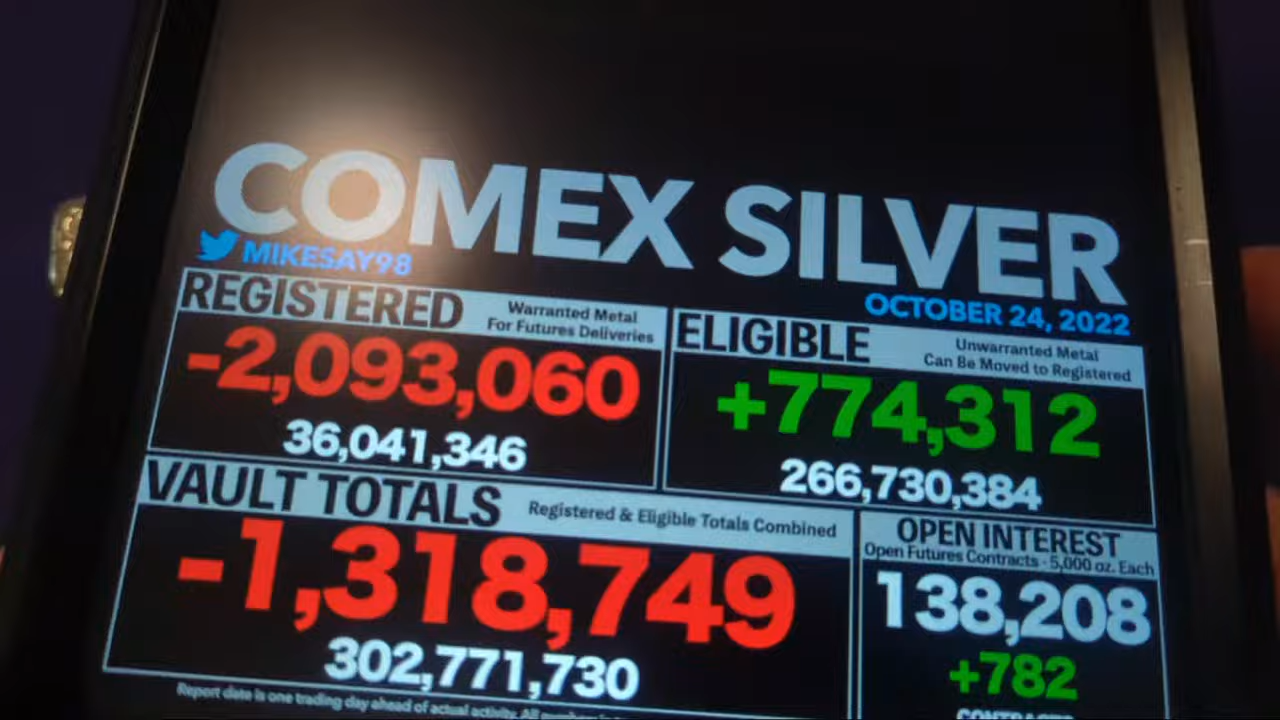 COMEX SILVER
MIKESAY98
OCTOBER 24, 2022
REGISTERED
Warranted Metal
For Futures Deliveries
-2,093,060
36,041,346
ELIGIBLE
Unwarranted Metal
Can Be Moved to Registered
+774,312
266,730,384
VAULT TOTALS
Registered & Eligible Totals Combined
-1,318,749
302,771,730
OPEN INTEREST
Open Futures Contracts - 5,000 oz. Each
138,208
+782
CONTRACTS
Report date is one trading day ahead of actual activity. All